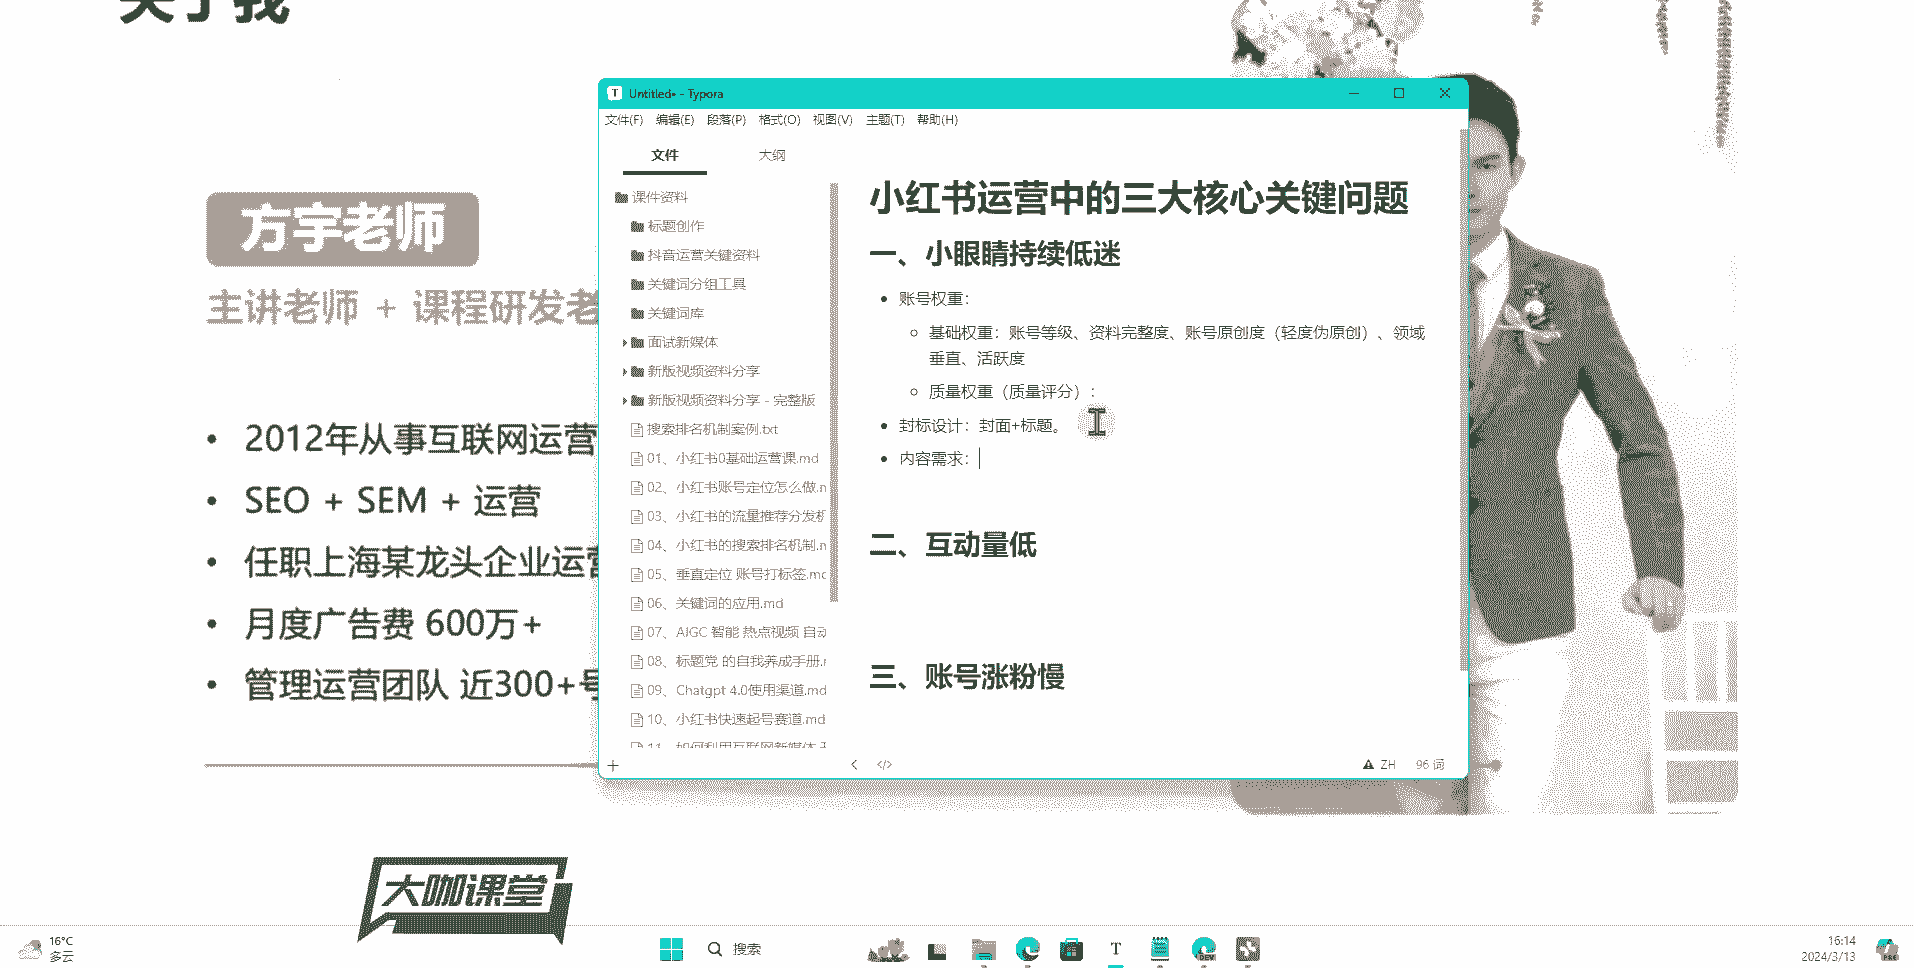 关于我
方宇老师
主讲老师 + 课程研发老
• 2012年从事互联网运营
• SEO + SEM + 运营
• 任职上海某龙头企业运营
• 月度广告费 600万+
• 管理运营团队 近300+号
大咖课堂
Untitled• - Typora
文件(F) 编辑(E) 段落(P) 格式(O) 视图(V) 主题(T) 帮助(H)
文件 大纲
课件资料
标题创作
抖音运营关键资料
关键词分组工具
关键词库
面试新媒体
新版视频资料分享
新版视频资料分享 - 完整版
搜索排名机制案例.txt
01、小红书0基础运营课.md
02、小红书账号定位怎么做.n
03、小红书的流量推荐分发机
04、小红书的搜索排名机制.n
05、垂直定位 账号打标签.mc
06、关键词的应用.md
07、AIGC 智能 热点视频 自动
08、标题党 的自我养成手册.r
09、Chatgpt 4.0使用渠道.md
10、小红书快速起号赛道.md
11、如何利用互联网新媒体
小红书运营中的三大核心关键问题
一、小眼睛持续低迷
• 账号权重：
基础权重：账号等级、资料完整度、账号原创度（轻度伪原创）、领域
垂直、活跃度
质量权重（质量评分）：
• 封标设计：封面+标题。
• 内容需求：
二、互动量低
三、账号涨粉慢
ZH 96 词
16°C
多云
搜索
T
DEV
16:14
2024/3/13
PRE